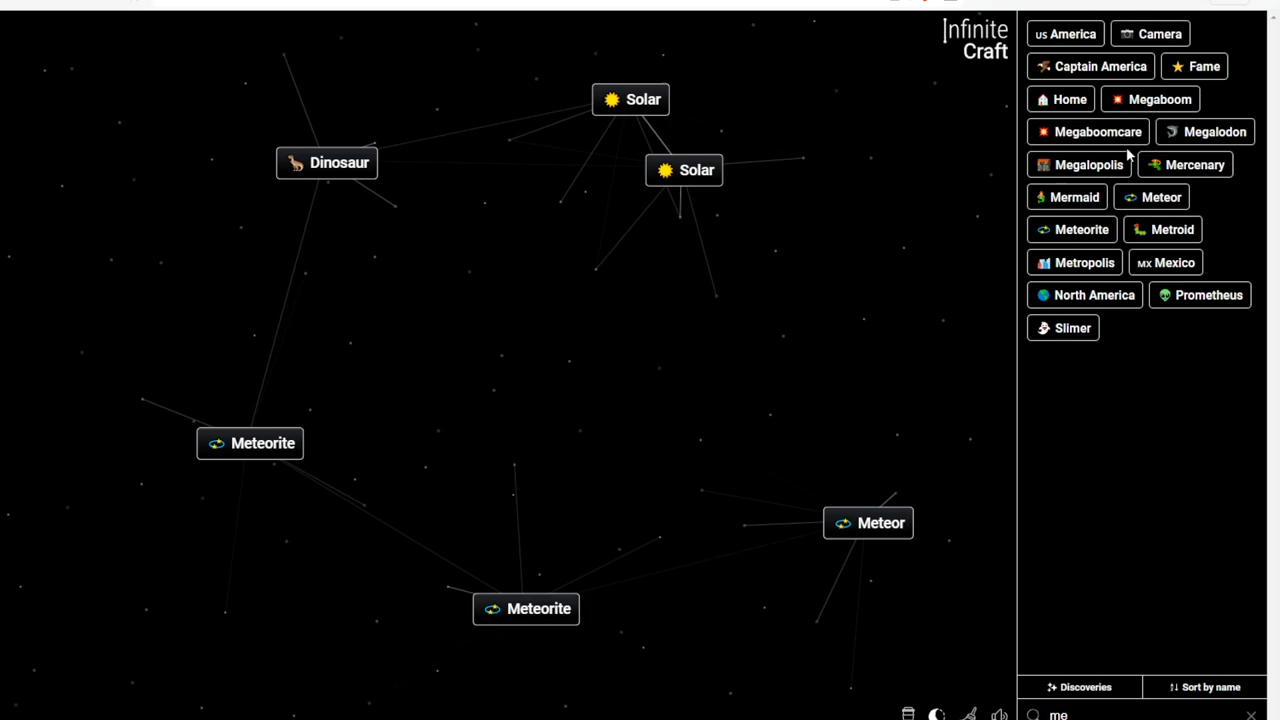 Infinite
Craft
Solar
Dinosaur
Solar
Meteorite
Meteor
Meteorite
US America
Camera
Captain America
Fame
Home
Megaboom
Megaboomcare
Megalodon
Megalopolis
Mercenary
Mermaid
Meteor
Meteorite
Metroid
Metropolis
MX Mexico
North America
Prometheus
Slimer
Discoveries
Sort by name
me